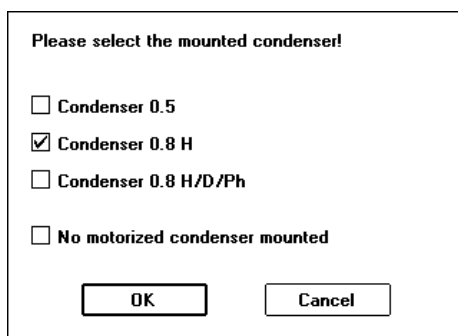 Please select the mounted condenser!
Condenser 0.5
Condenser 0.8 H
Condenser 0.8 H/D/Ph
No motorized condenser mounted
OK Cancel